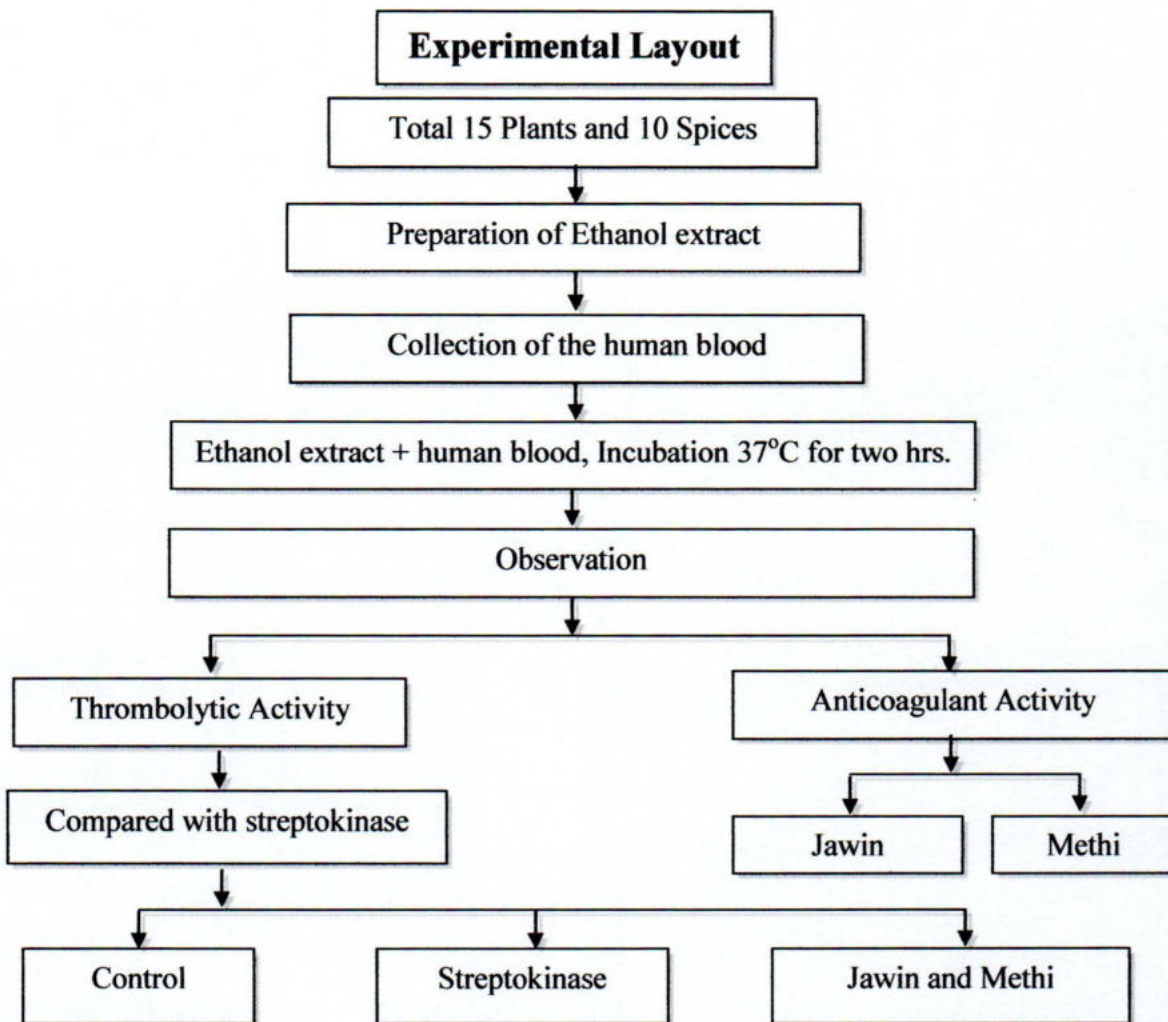 Experimental Layout
Total 15 Plants and 10 Spices
Preparation of Ethanol extract
Collection of the human blood
Ethanol extract + human blood, Incubation 37°C for two hrs.
Observation
Thrombolytic Activity
Anticoagulant Activity
Compared with streptokinase
Jawin
Methi
Control
Streptokinase
Jawin and Methi